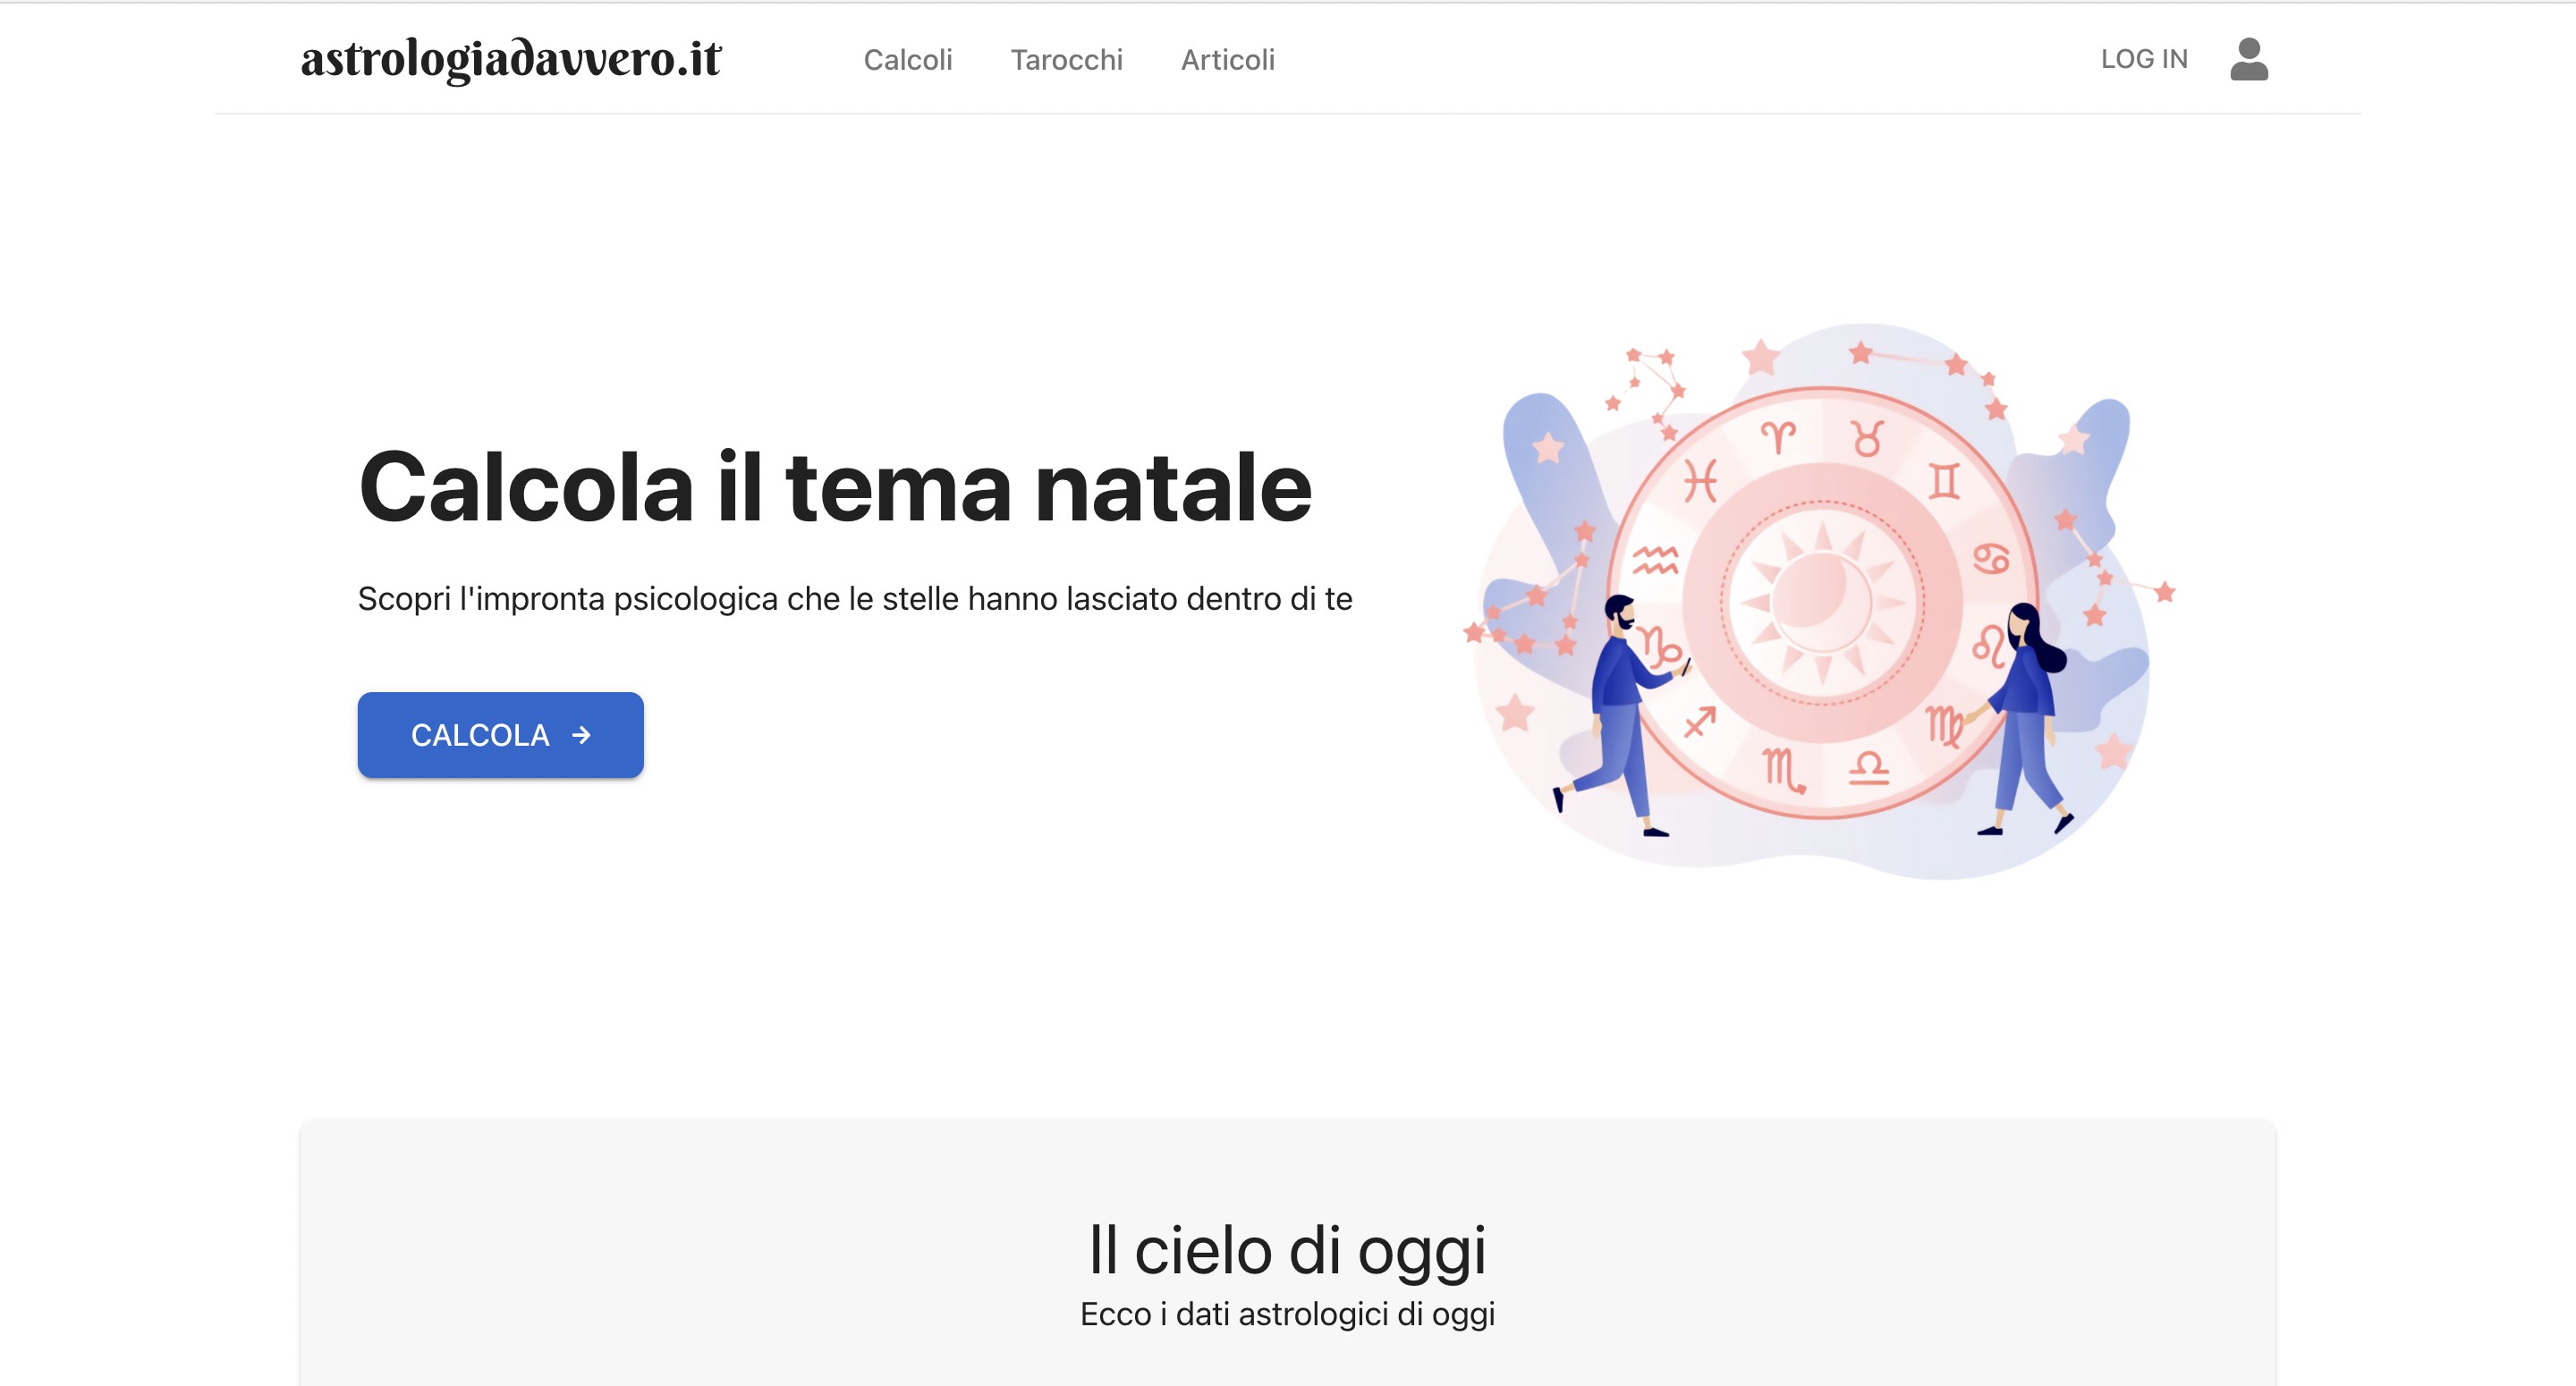 astrologiadavvero.it
Calcoli
Tarocchi
Articoli
LOG IN
Calcola il tema natale
Scopri l'impronta psicologica che le stelle hanno lasciato dentro di te
CALCOLA →
♈ ♉ ♊ ♋ ♌ ♍ ♎ ♏ ♐ ♑ ♒ ♓
Il cielo di oggi
Ecco i dati astrologici di oggi